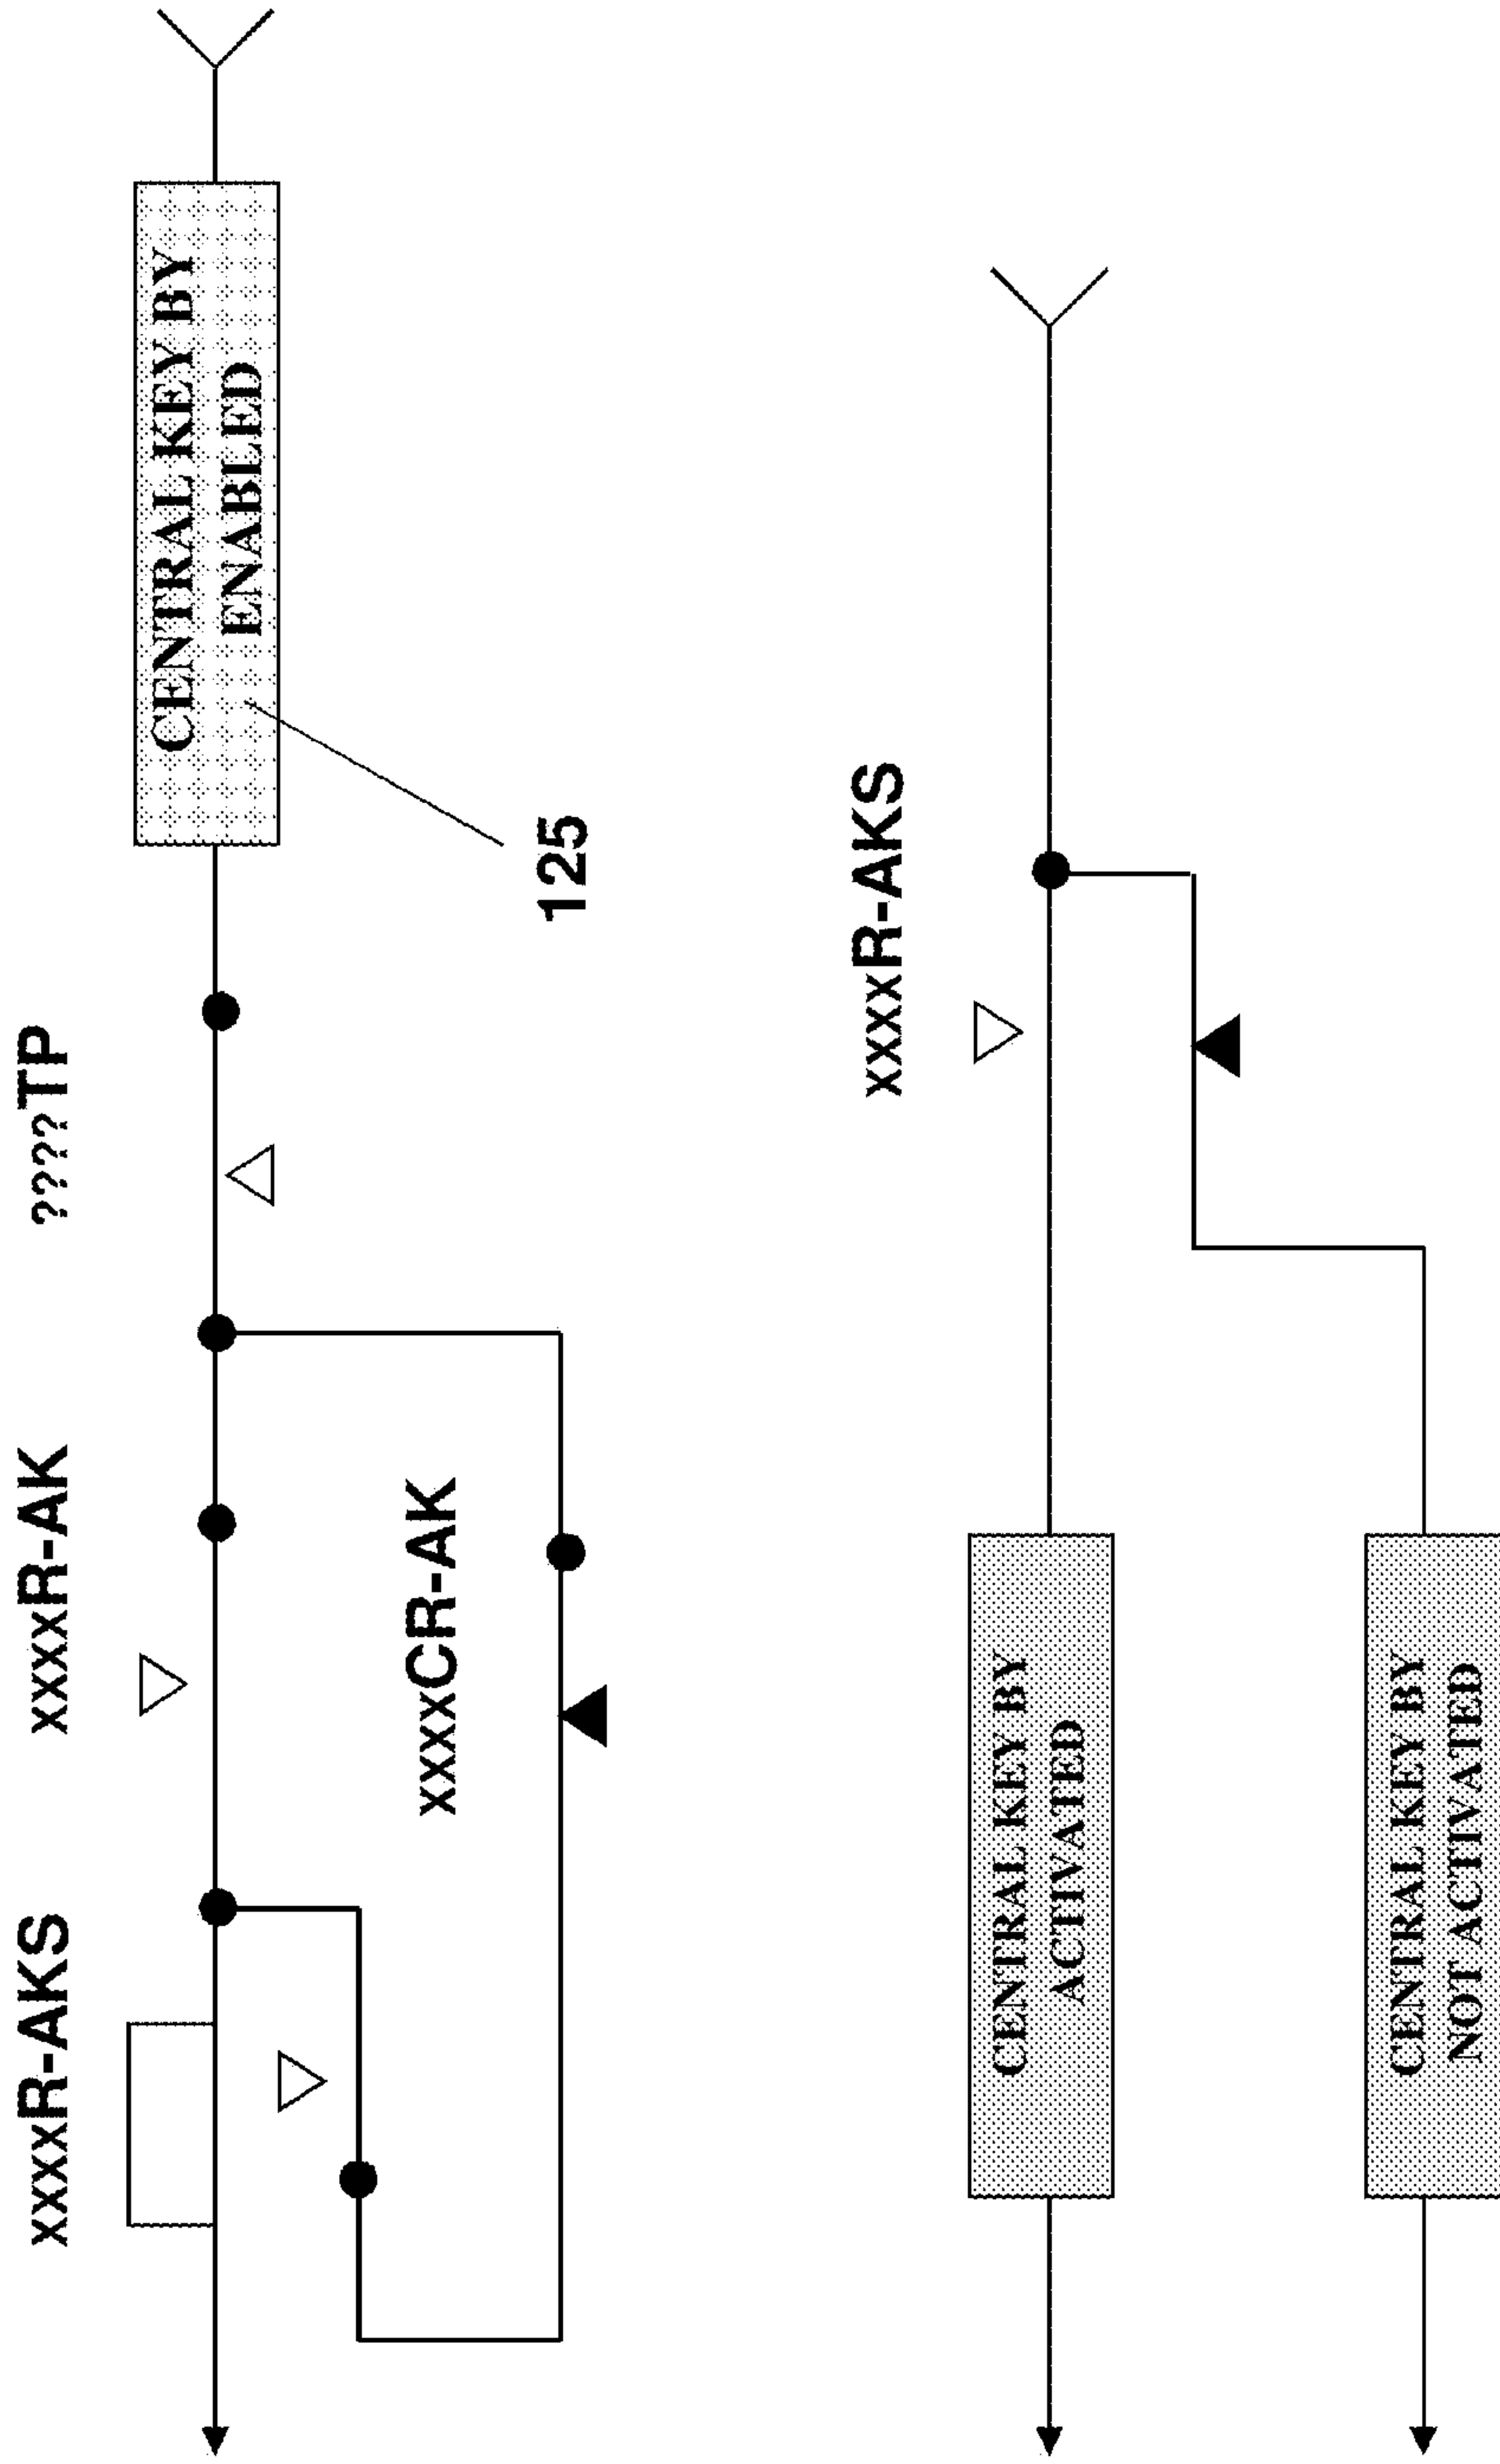 xxxxR-AKS
xxxxR-AK
????TP
CENTRAL KEY BY
ENABLED
xxxxCR-AK
125
xxxxR-AKS
CENTRAL KEY BY
ACTIVATED
CENTRAL KEY BY
NOT ACTIVATED